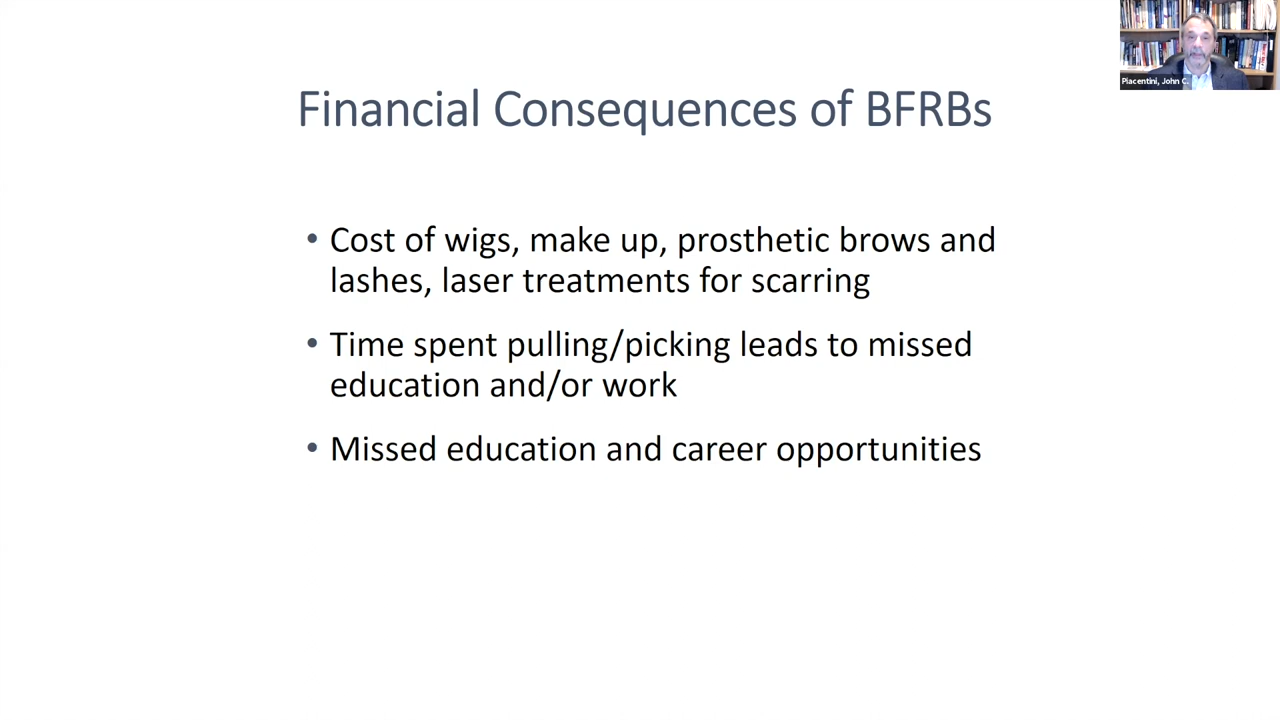 Piacentini, John C.
Financial Consequences of BFRBs
• Cost of wigs, make up, prosthetic brows and
lashes, laser treatments for scarring
• Time spent pulling/picking leads to missed
education and/or work
• Missed education and career opportunities